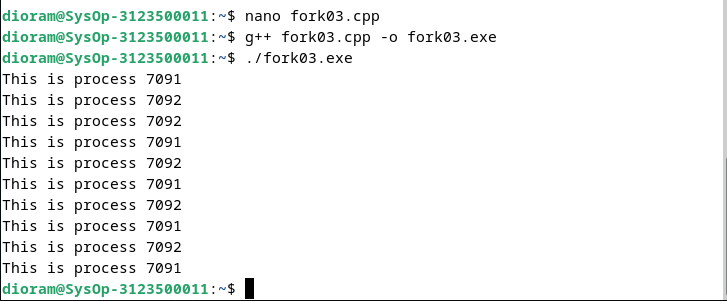 dioram@SysOp-3123500011:~$ nano fork03.cpp
dioram@SysOp-3123500011:~$ g++ fork03.cpp -o fork03.exe
dioram@SysOp-3123500011:~$ ./fork03.exe
This is process 7091
This is process 7092
This is process 7092
This is process 7091
This is process 7092
This is process 7091
This is process 7092
This is process 7091
This is process 7092
This is process 7091
dioram@SysOp-3123500011:~$